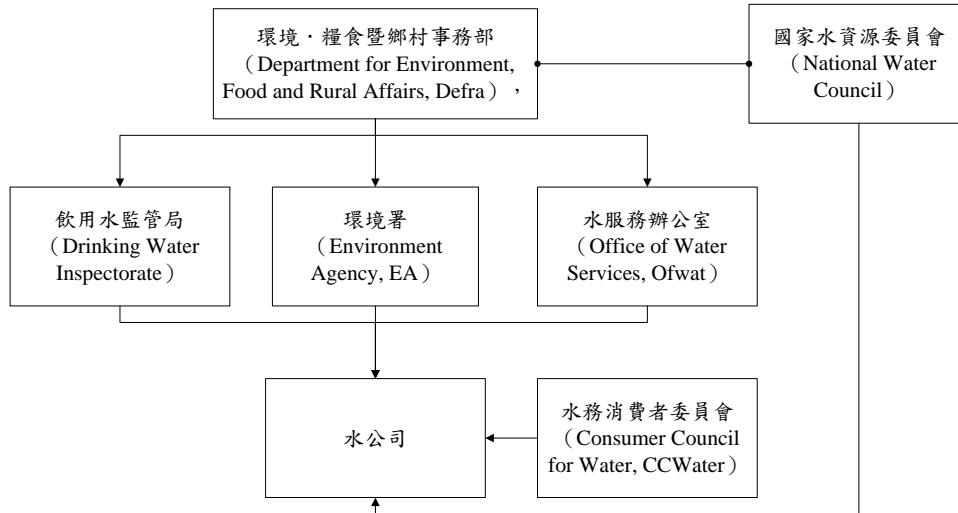 環境‧糧食暨鄉村事務部
（Department for Environment,
Food and Rural Affairs, Defra），
國家水資源委員會
（National Water
Council）
飲用水監管局
（Drinking Water
Inspectorate）
環境署
（Environment
Agency, EA）
水服務辦公室
（Office of Water
Services, Ofwat）
水公司
水務消費者委員會
（Consumer Council
for Water, CCWater）